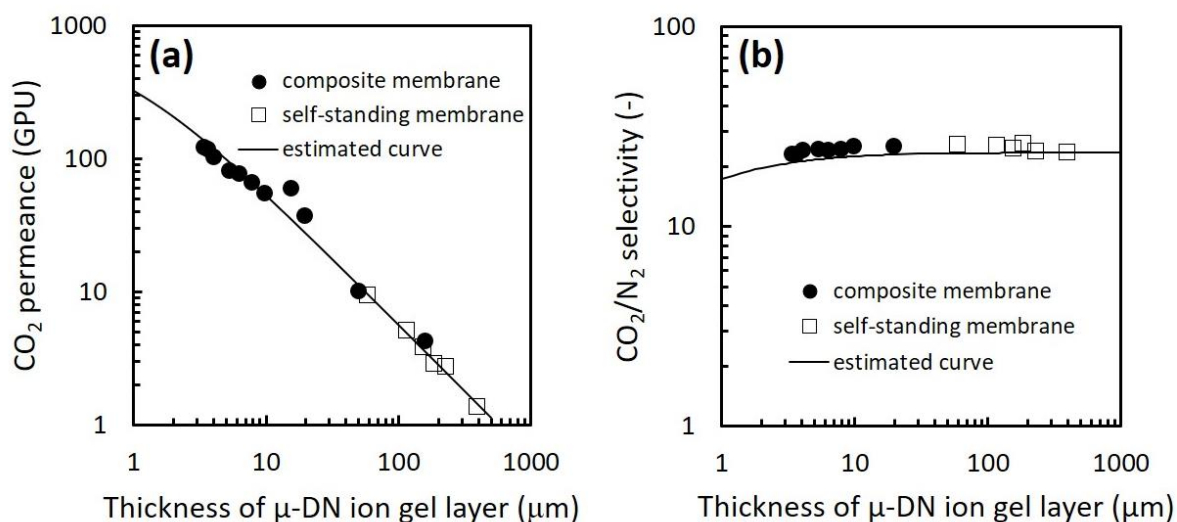 (a)
CO₂ permeance (GPU)
1000
100
10
1
composite membrane
self-standing membrane
estimated curve
1 10 100 1000
Thickness of μ-DN ion gel layer (μm)
(b)
CO₂/N₂ selectivity (-)
100
10
1
composite membrane
self-standing membrane
estimated curve
1 10 100 1000
Thickness of μ-DN ion gel layer (μm)